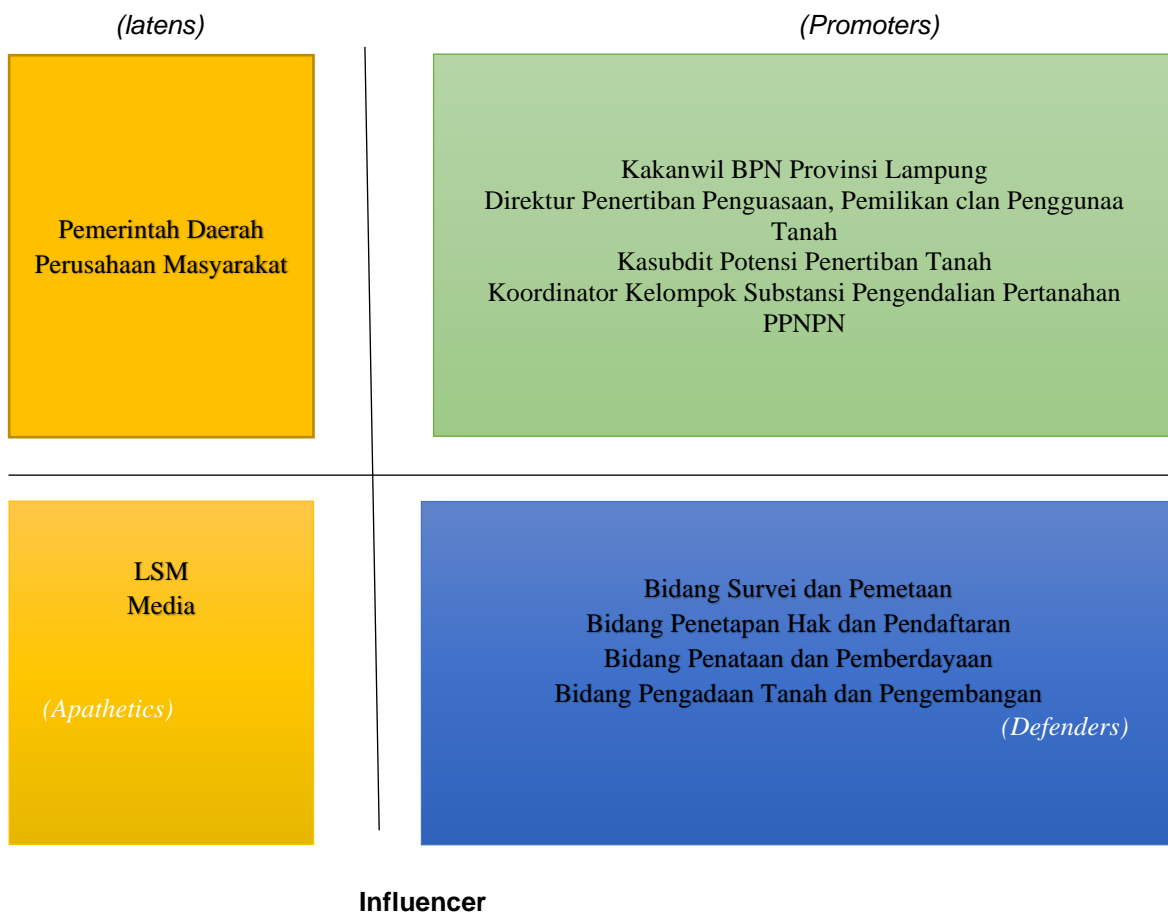 (latens)
(Promoters)
Pemerintah Daerah
Perusahaan Masyarakat
Kakanwil BPN Provinsi Lampung
Direktur Penertiban Penguasaan, Pemilikan clan Penggunaa
Tanah
Kasubdit Potensi Penertiban Tanah
Koordinator Kelompok Substansi Pengendalian Pertanahan
PPNPN
LSM
Media
(Apathetics)
Bidang Survei dan Pemetaan
Bidang Penetapan Hak dan Pendaftaran
Bidang Penataan dan Pemberdayaan
Bidang Pengadaan Tanah dan Pengembangan
(Defenders)
Influencer